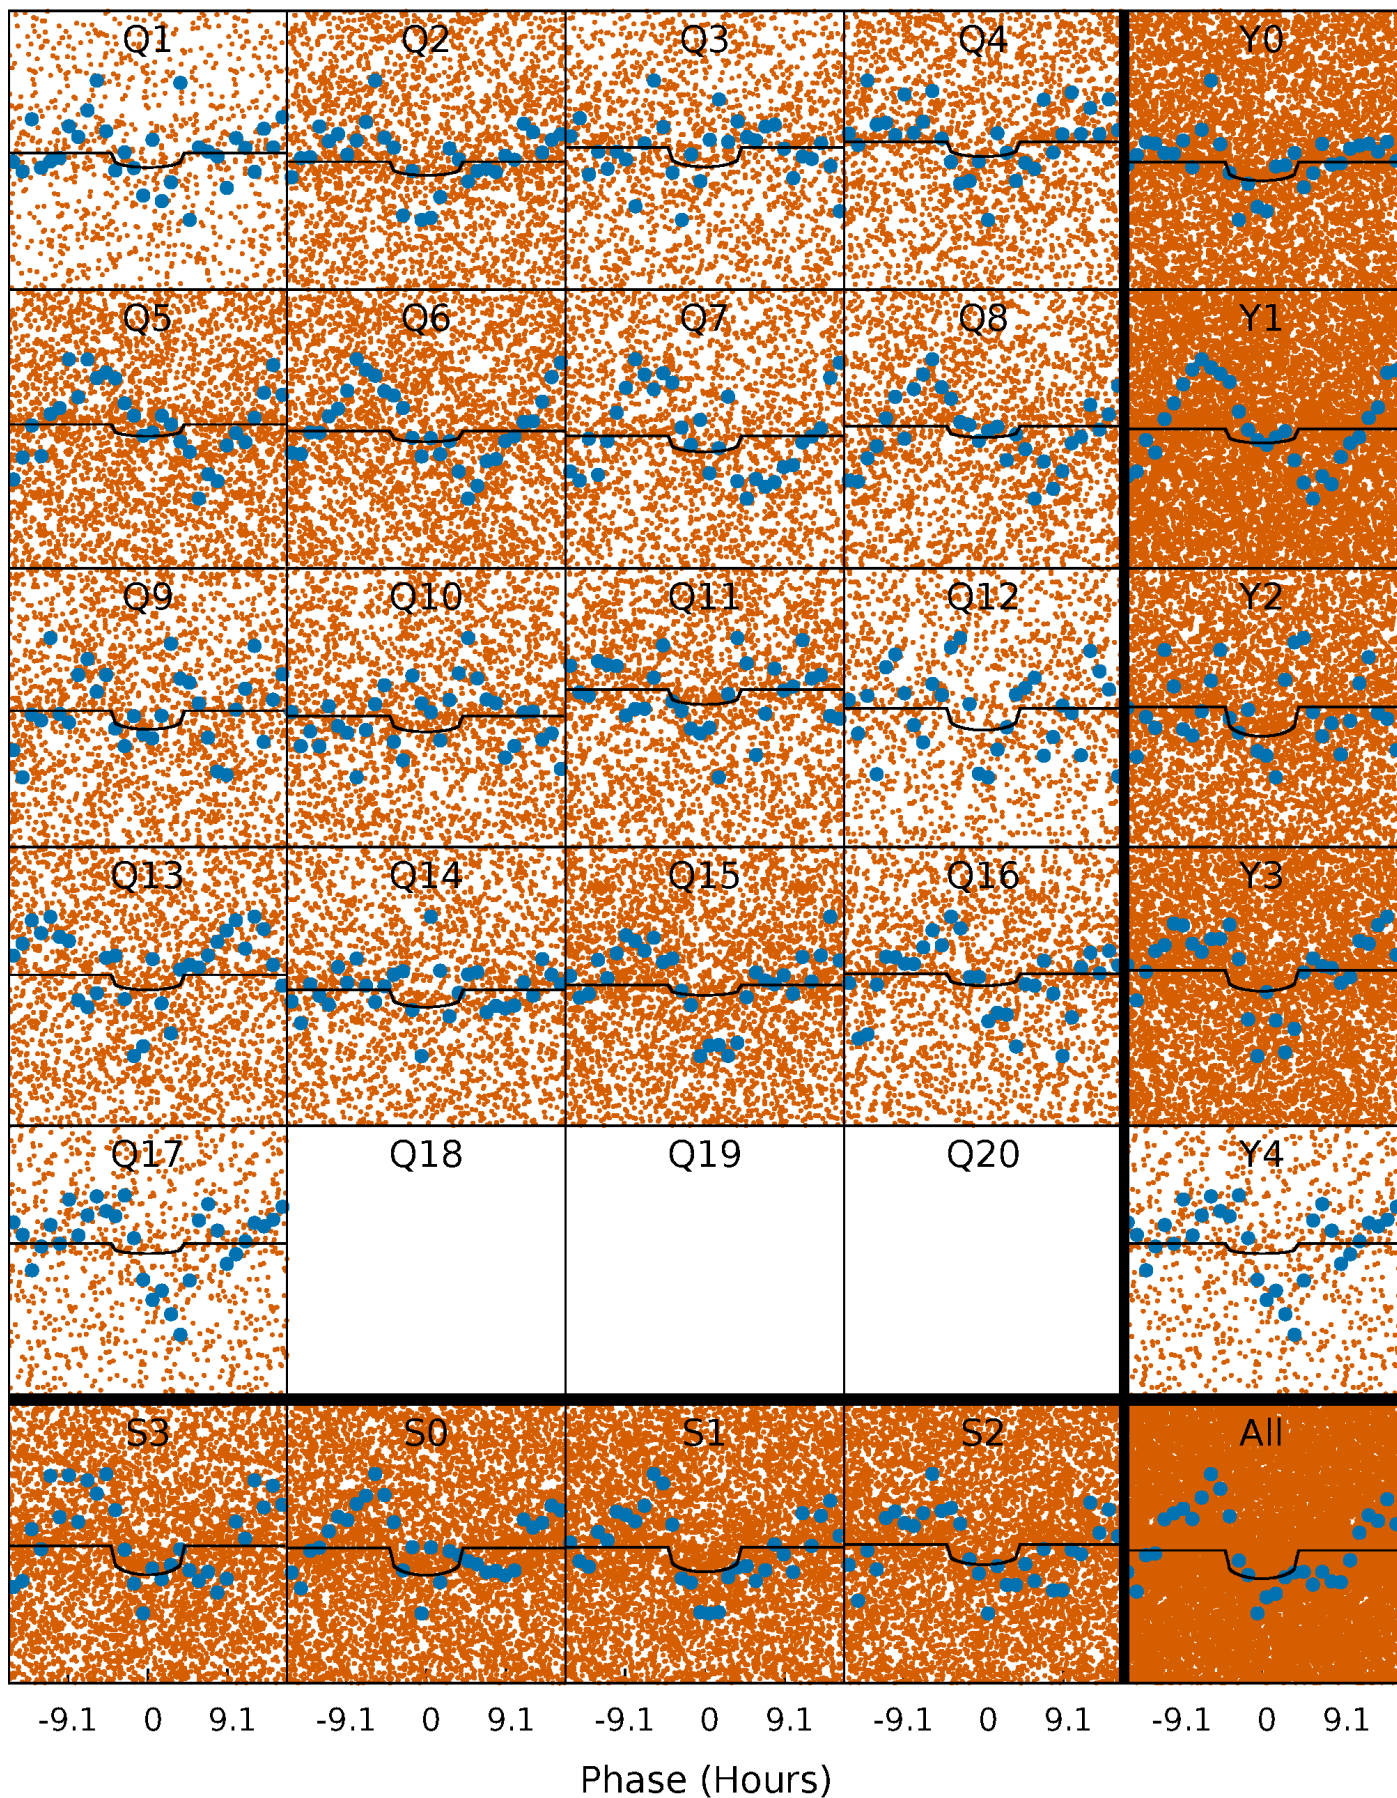 Q1 Q2 Q3 Q4 Y0
Q5 Q6 Q7 Q8 Y1
Q9 Q10 Q11 Q12 Y2
Q13 Q14 Q15 Q16 Y3
Q17 Q18 Q19 Q20 Y4
S3 S0 S1 S2 All
-9.1 0 9.1 -9.1 0 9.1 -9.1 0 9.1 -9.1 0 9.1 -9.1 0 9.1
Phase (Hours)